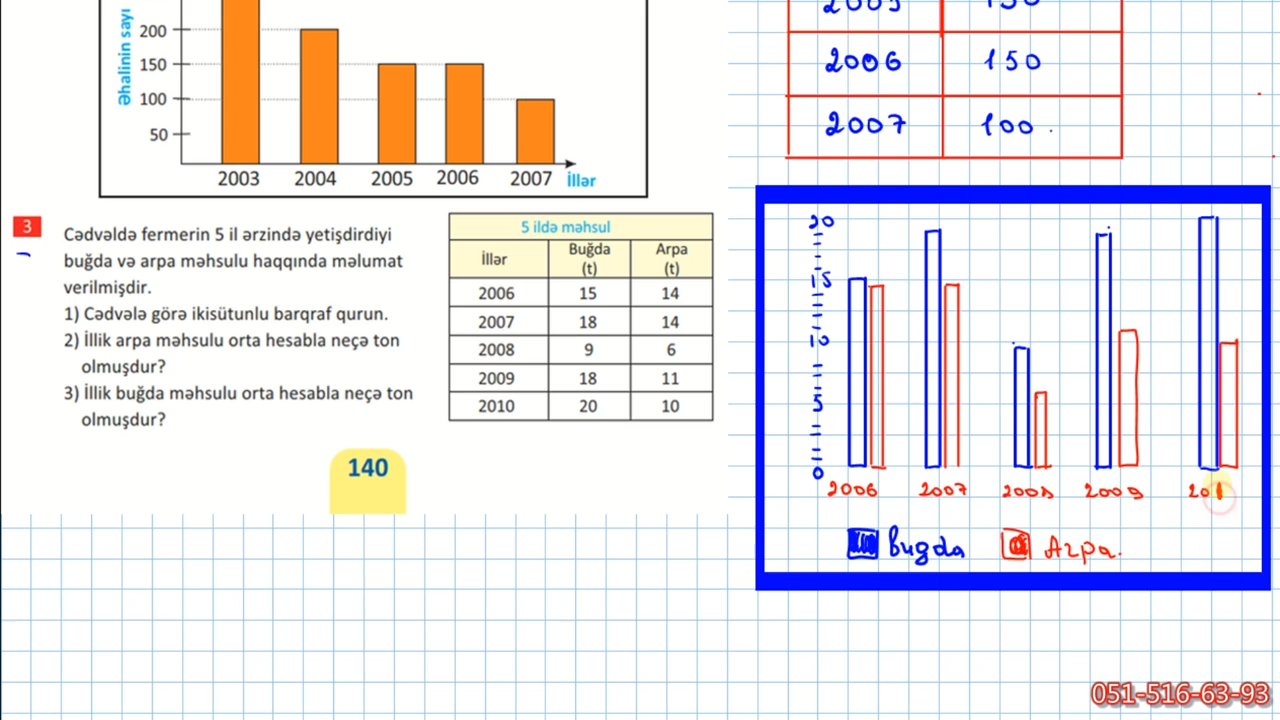 Əhalinin sayı
200
150
100
50
2003 2004 2005 2006 2007 İllər
3
Cədvəldə fermerin 5 il ərzində yetişdirdiyi
buğda və arpa məhsulu haqqında məlumat
verilmişdir.
1) Cədvələ görə ikisütunlu barqraf qurun.
2) İllik arpa məhsulu orta hesabla neçə ton
olmuşdur?
3) İllik buğda məhsulu orta hesabla neçə ton
olmuşdur?
5 ildə məhsul
İllər Buğda (t) Arpa (t)
2006 15 14
2007 18 14
2008 9 6
2009 18 11
2010 20 10
140
2005 150
2006 150
2007 100
20
15
10
5
0
2006 2007 2008 2009 201
Bugda Arpa.
051-516-63-93